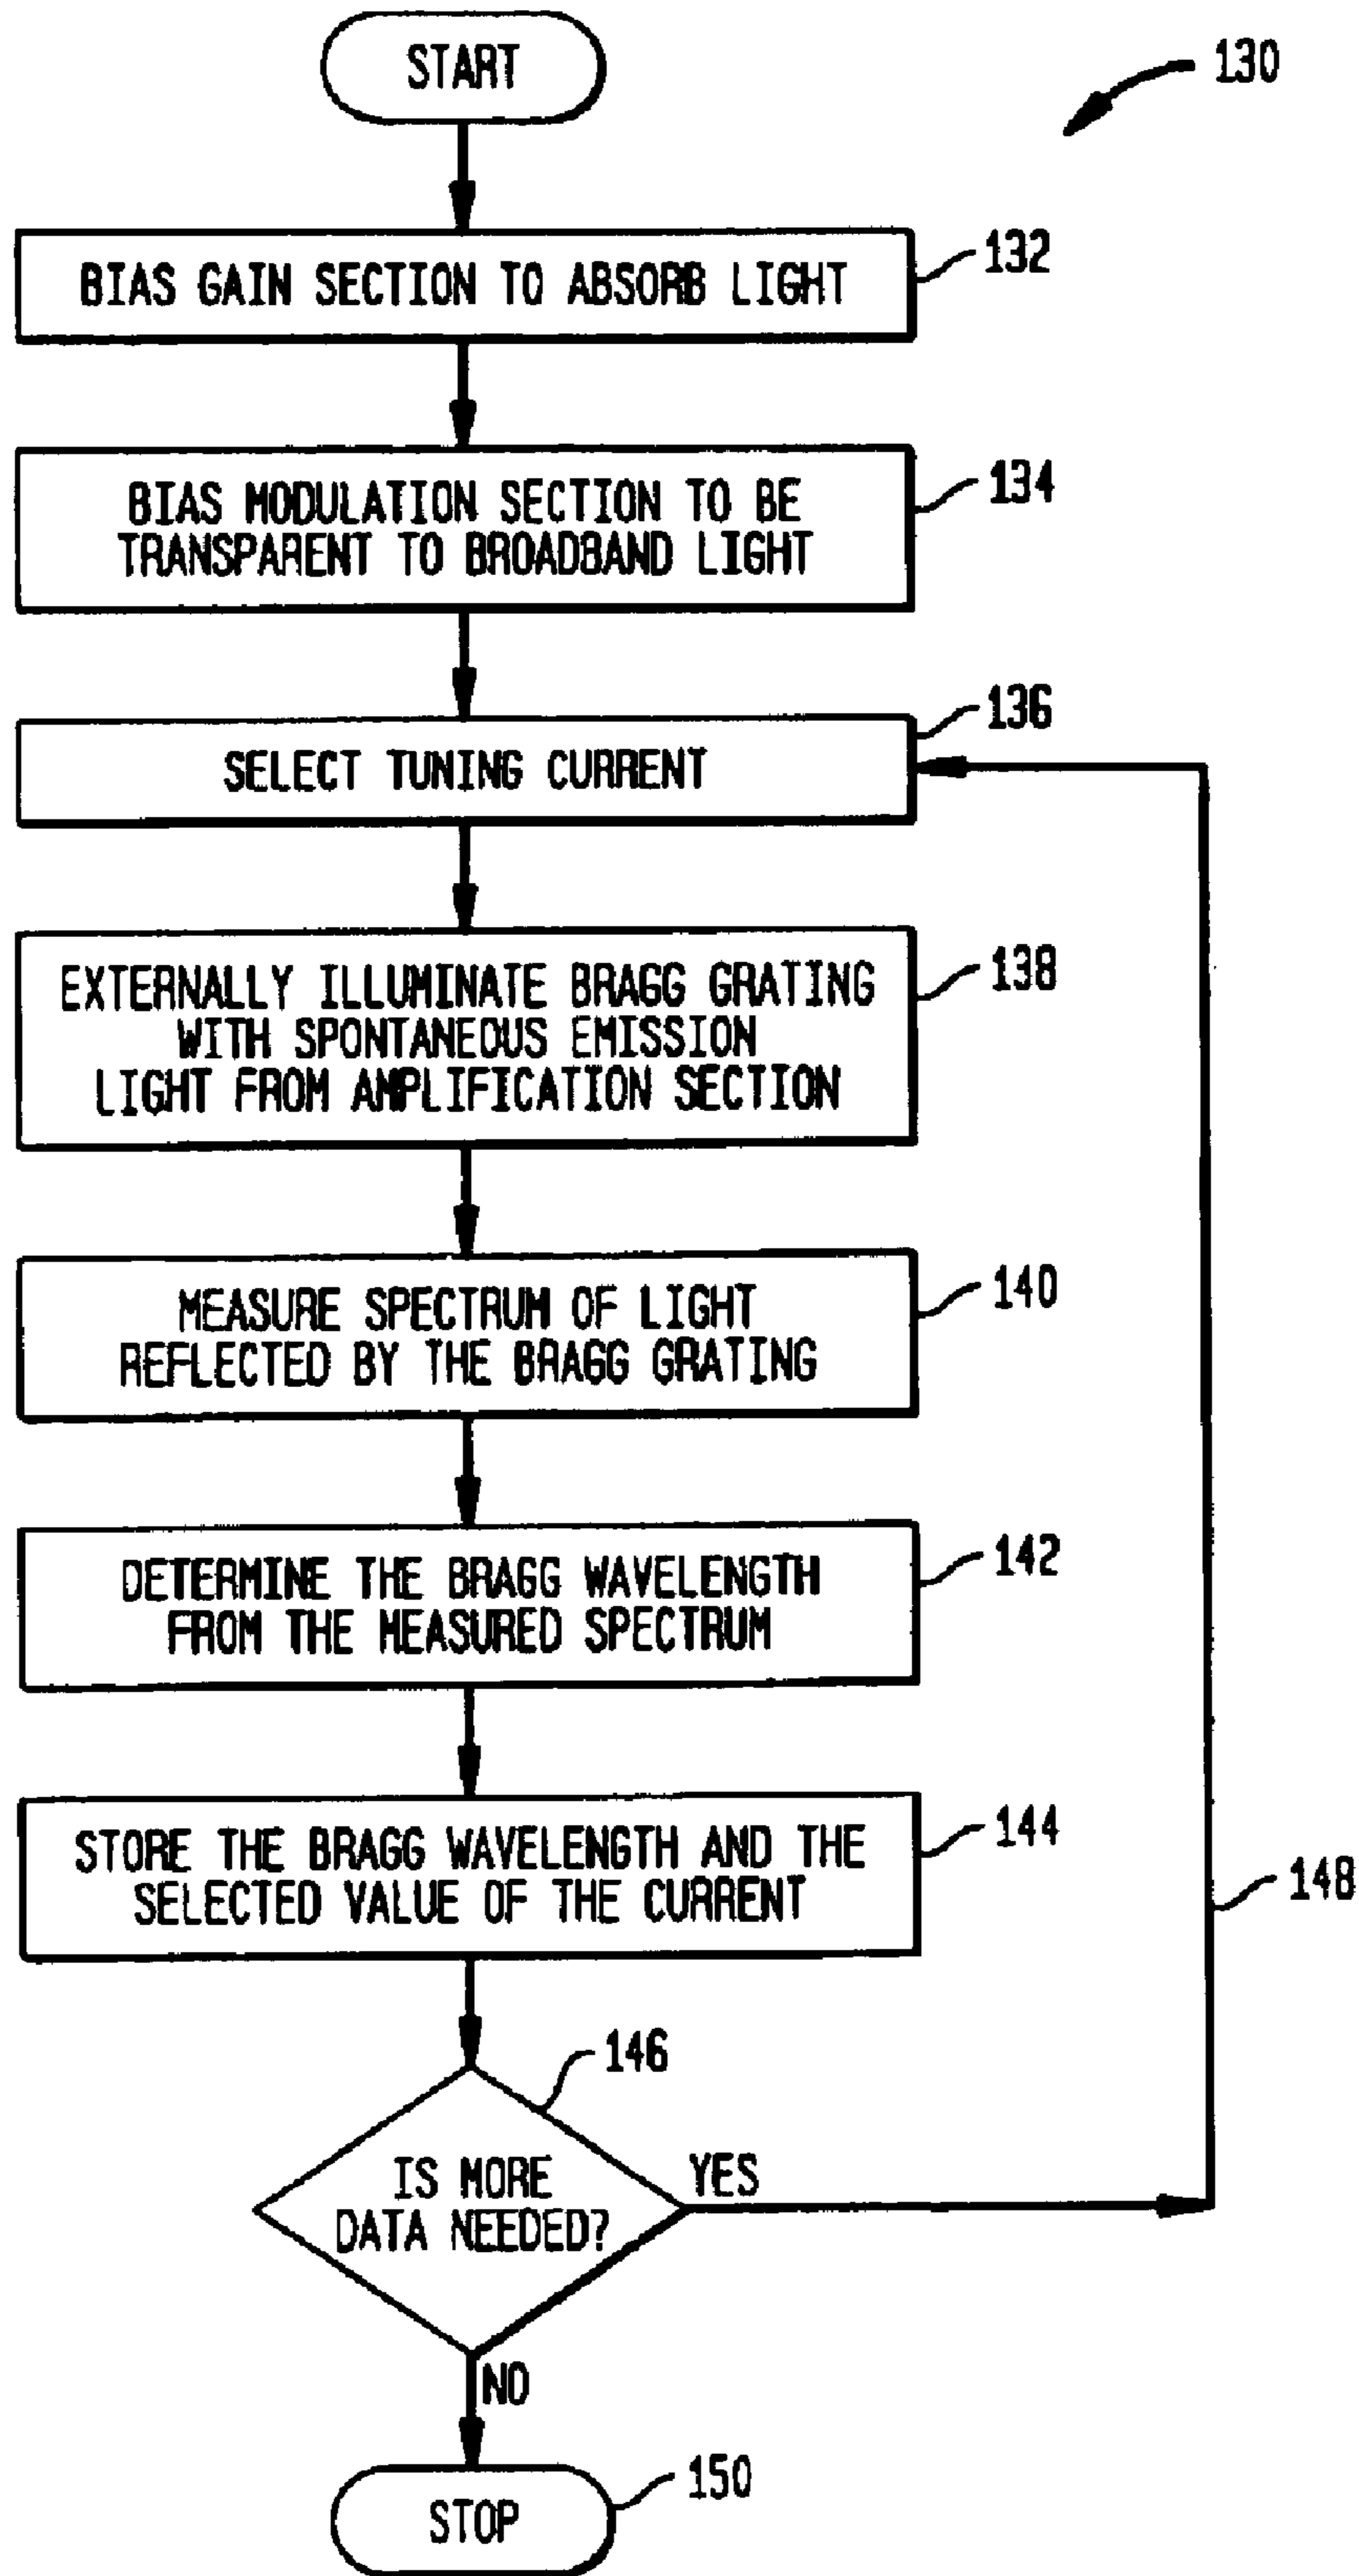 START
130
BIAS GAIN SECTION TO ABSORB LIGHT
132
BIAS MODULATION SECTION TO BE
TRANSPARENT TO BROADBAND LIGHT
134
SELECT TUNING CURRENT
136
EXTERNALLY ILLUMINATE BRAGG GRATING
WITH SPONTANEOUS EMISSION
LIGHT FROM AMPLIFICATION SECTION
138
MEASURE SPECTRUM OF LIGHT
REFLECTED BY THE BRAGG GRATING
140
DETERMINE THE BRAGG WAVELENGTH
FROM THE MEASURED SPECTRUM
142
STORE THE BRAGG WAVELENGTH AND THE
SELECTED VALUE OF THE CURRENT
144
148
146
IS MORE
DATA NEEDED?
YES
NO
STOP
150